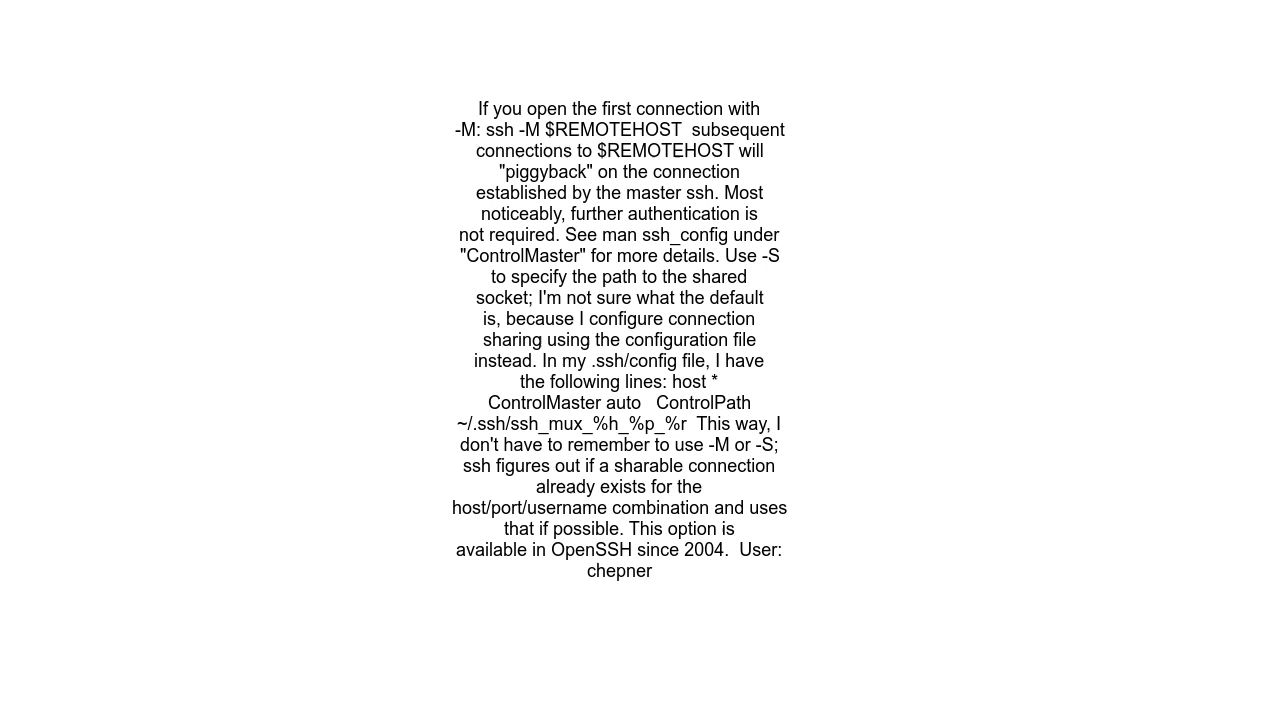 If you open the first connection with
-M: ssh -M $REMOTEHOST  subsequent
connections to $REMOTEHOST will
"piggyback" on the connection
established by the master ssh. Most
noticeably, further authentication is
not required. See man ssh_config under
"ControlMaster" for more details. Use -S
to specify the path to the shared
socket; I'm not sure what the default
is, because I configure connection
sharing using the configuration file
instead. In my .ssh/config file, I have
the following lines: host *
ControlMaster auto   ControlPath
~/.ssh/ssh_mux_%h_%p_%r  This way, I
don't have to remember to use -M or -S;
ssh figures out if a sharable connection
already exists for the
host/port/username combination and uses
that if possible. This option is
available in OpenSSH since 2004.  User:
chepner